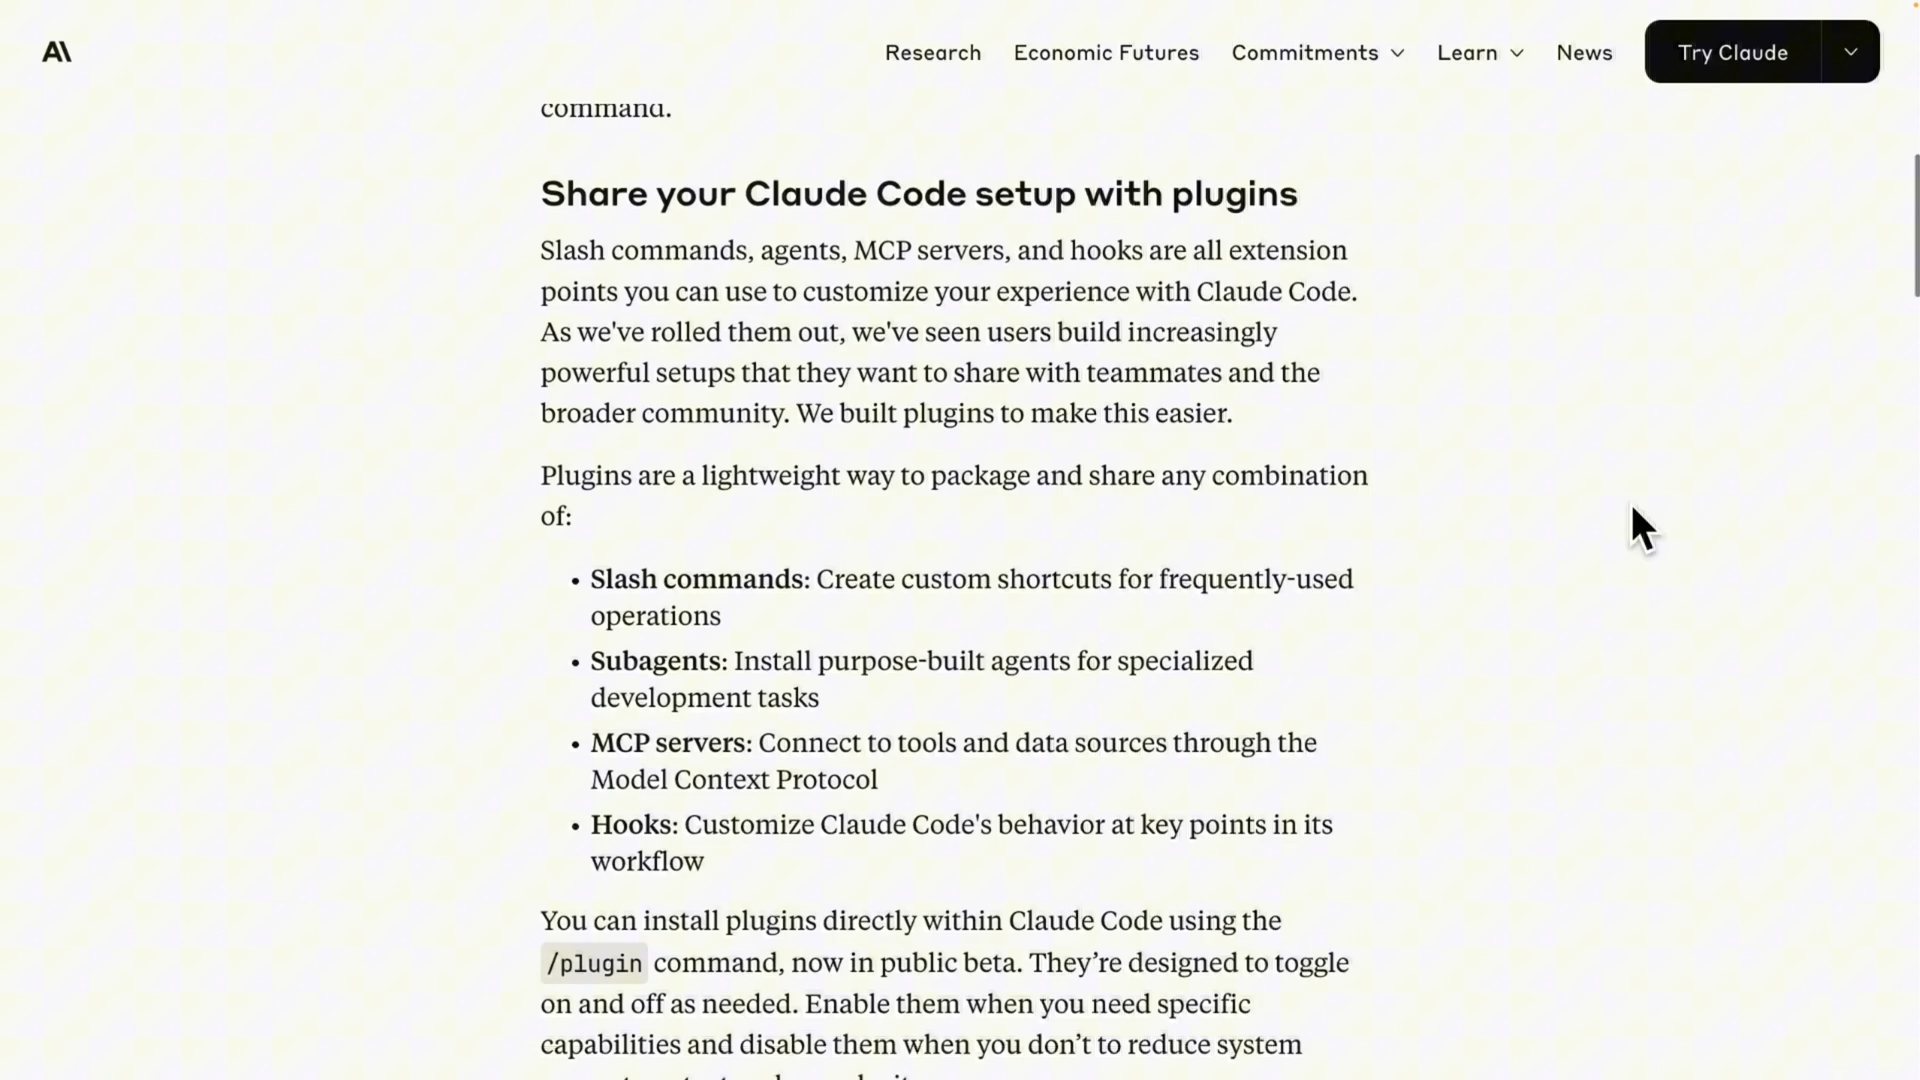 A\
Research Economic Futures Commitments Learn News Try Claude
command.
Share your Claude Code setup with plugins
Slash commands, agents, MCP servers, and hooks are all extension
points you can use to customize your experience with Claude Code.
As we've rolled them out, we've seen users build increasingly
powerful setups that they want to share with teammates and the
broader community. We built plugins to make this easier.
Plugins are a lightweight way to package and share any combination
of:
• Slash commands: Create custom shortcuts for frequently-used
operations
• Subagents: Install purpose-built agents for specialized
development tasks
• MCP servers: Connect to tools and data sources through the
Model Context Protocol
• Hooks: Customize Claude Code's behavior at key points in its
workflow
You can install plugins directly within Claude Code using the
/plugin command, now in public beta. They’re designed to toggle
on and off as needed. Enable them when you need specific
capabilities and disable them when you don’t to reduce system